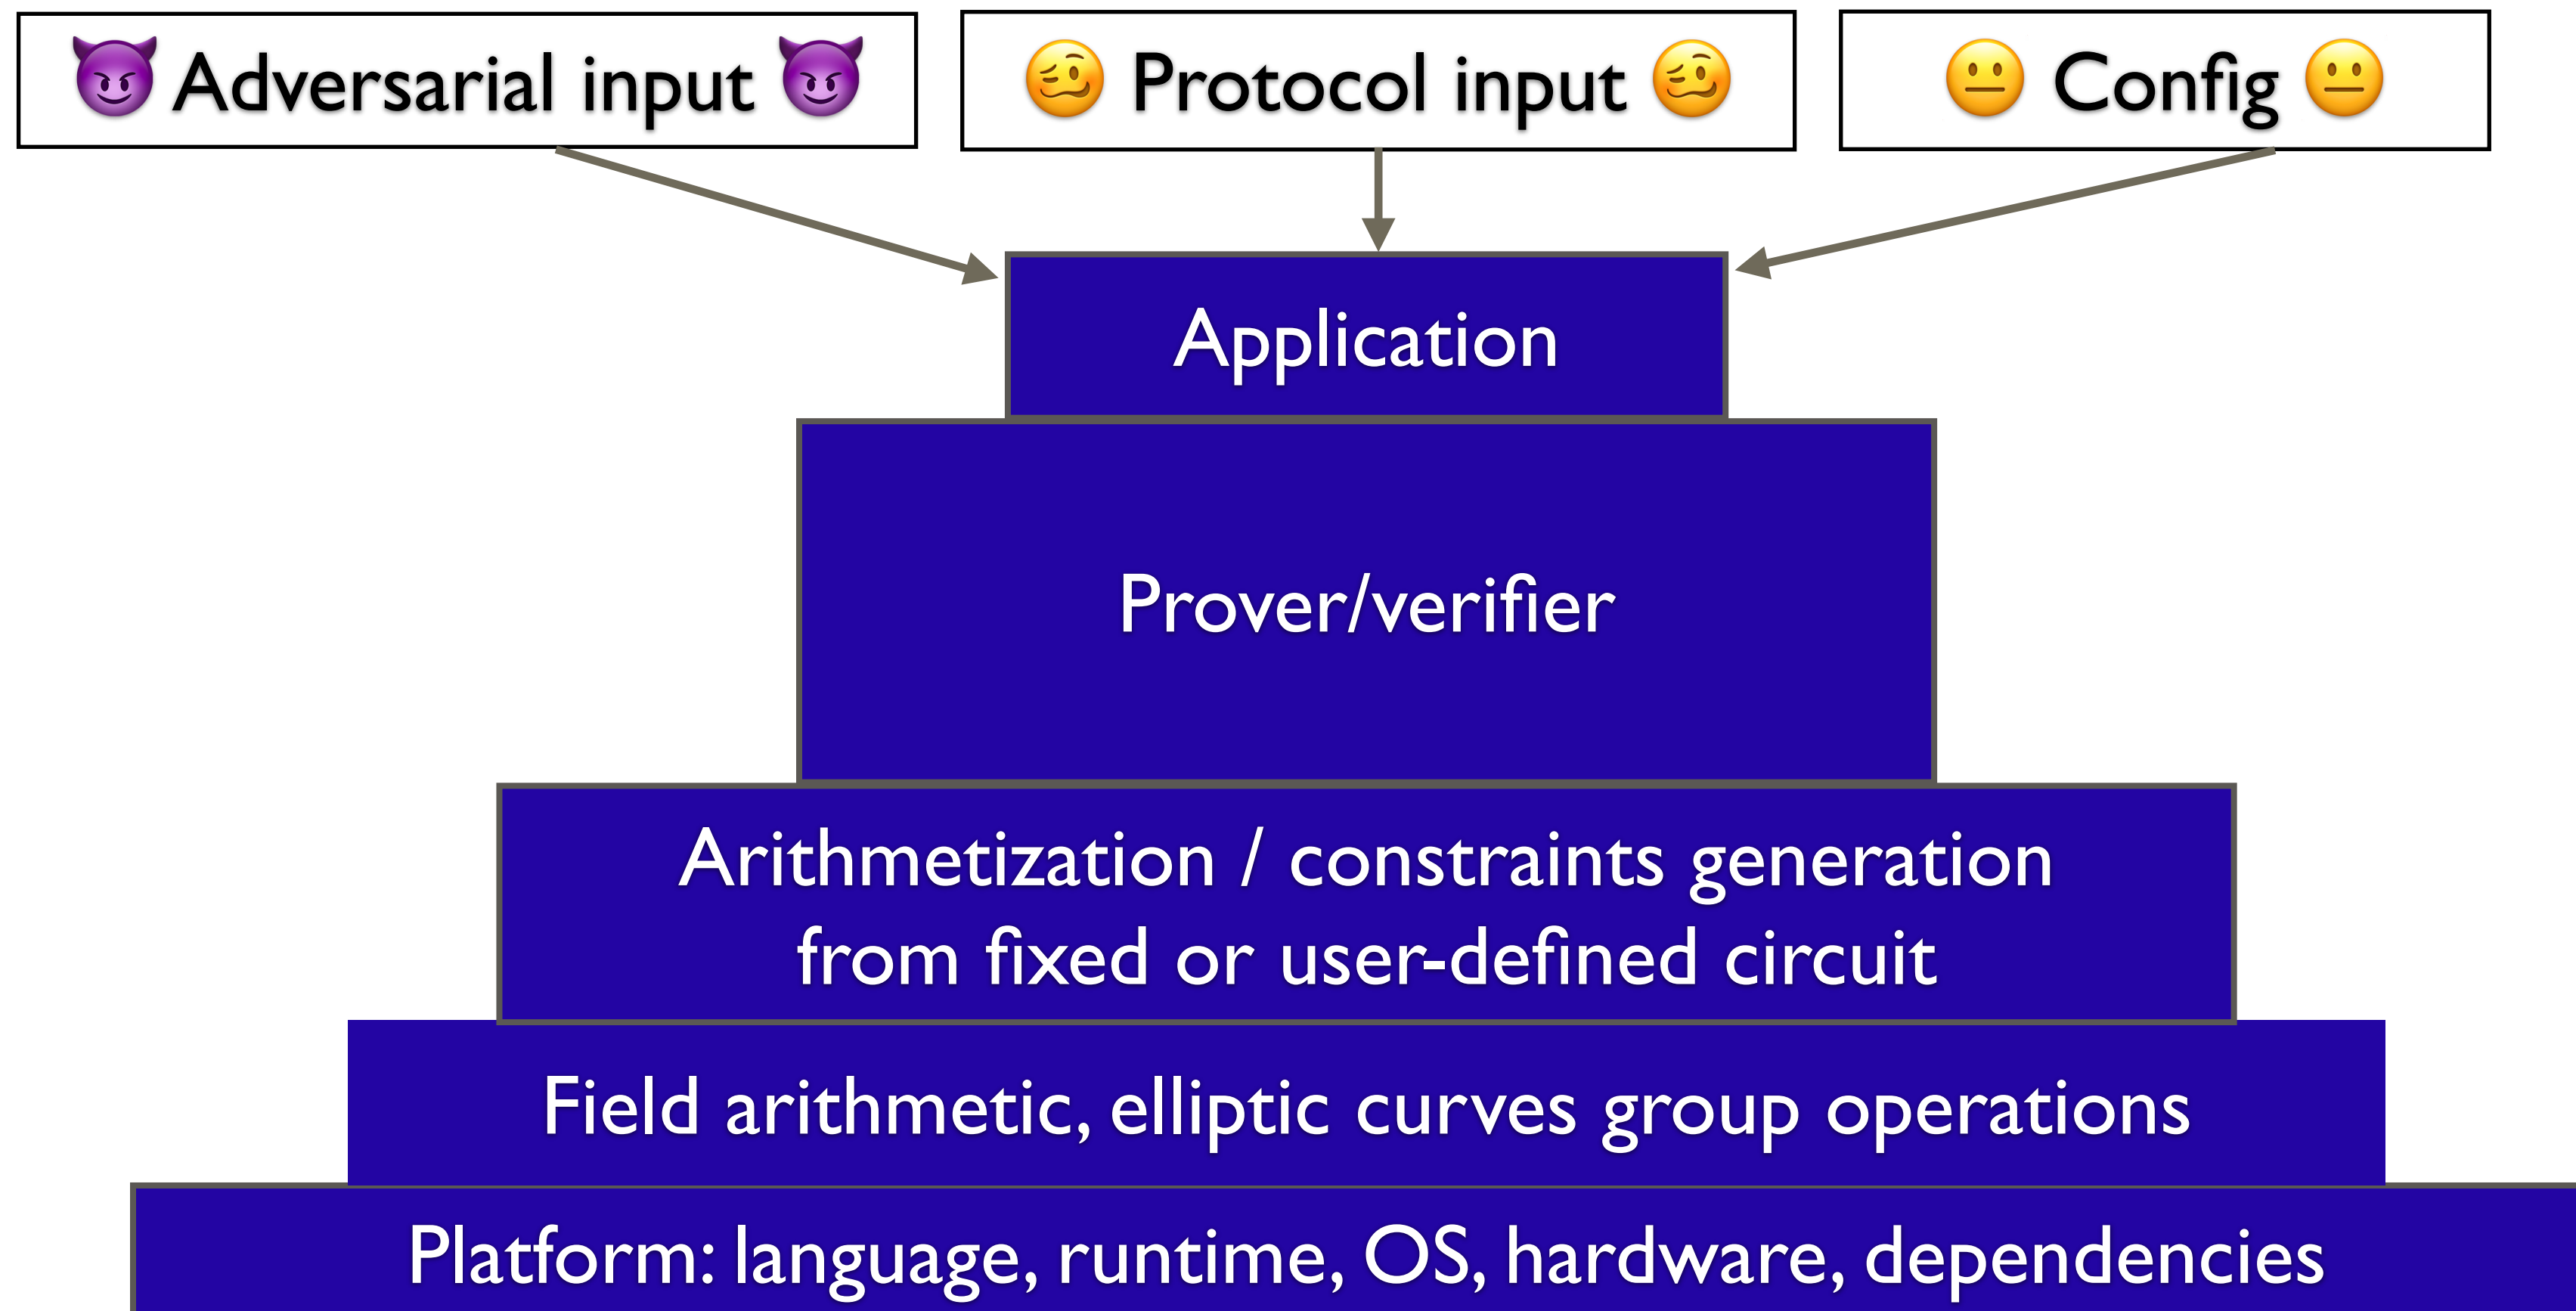 😈 Adversarial input 😈
🥴 Protocol input 🥴
😐 Config 😐
Application
Prover/verifier
Arithmetization / constraints generation
from fixed or user-defined circuit
Field arithmetic, elliptic curves group operations
Platform: language, runtime, OS, hardware, dependencies